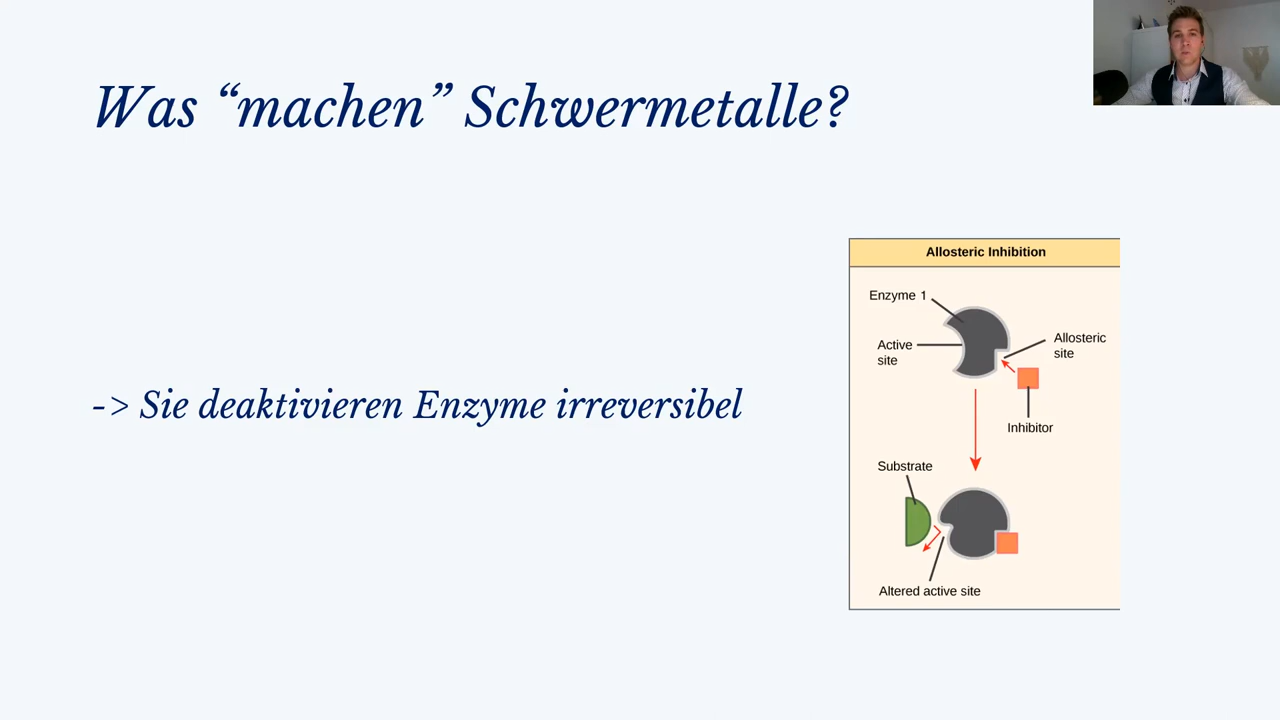 Was “machen” Schwermetalle?
-> Sie deaktivieren Enzyme irreversibel
Allosteric Inhibition
Enzyme 1
Active
site
Allosteric
site
Inhibitor
Substrate
Altered active site